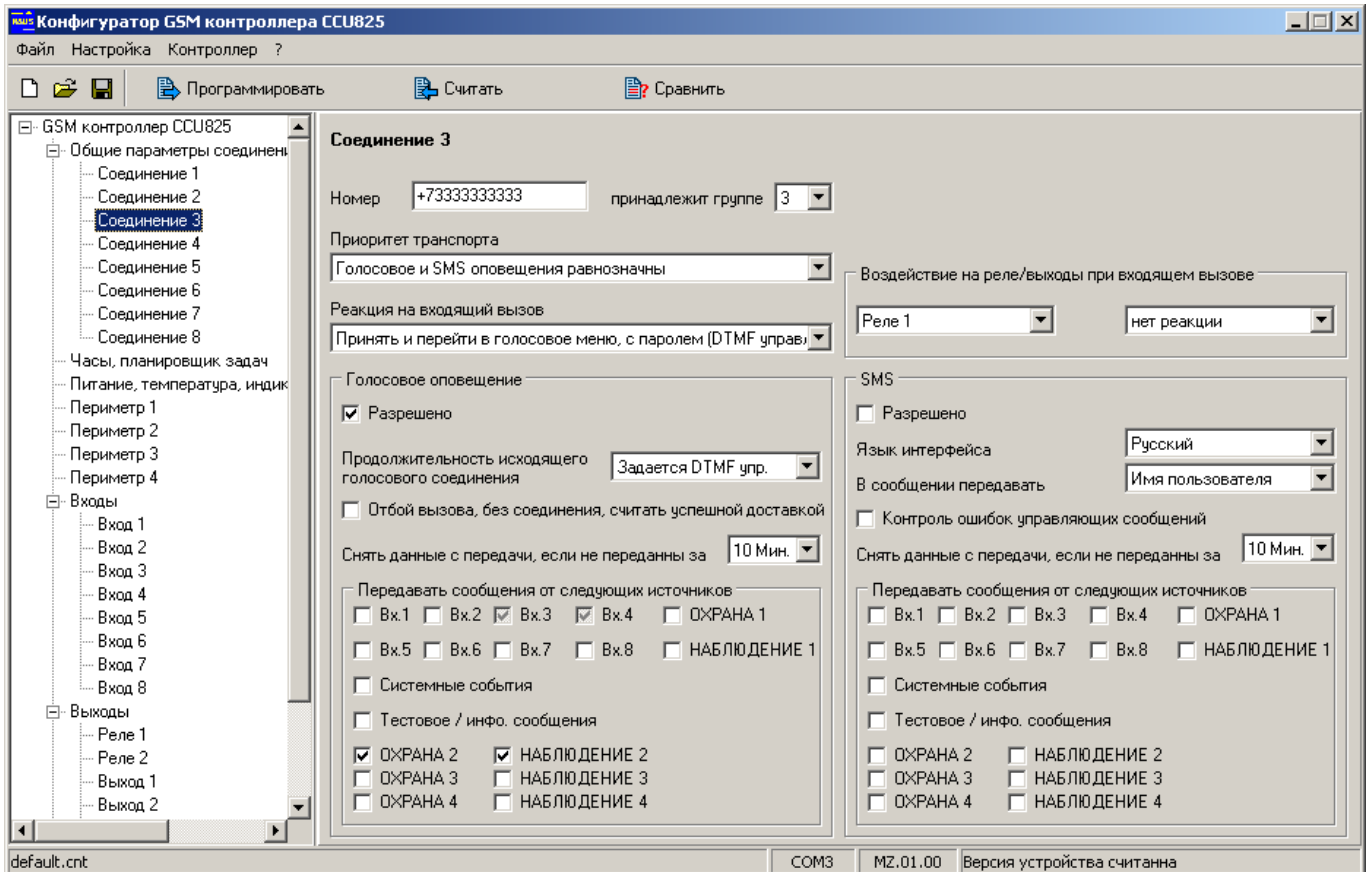 Конфигуратор GSM контроллера CCU825
Файл Настройка Контроллер ?
Программировать Считать Сравнить
GSM контроллер CCU825
Общие параметры соединени
Соединение 1
Соединение 2
Соединение 3
Соединение 4
Соединение 5
Соединение 6
Соединение 7
Соединение 8
Часы, планировщик задач
Питание, температура, индик
Периметр 1
Периметр 2
Периметр 3
Периметр 4
Входы
Вход 1
Вход 2
Вход 3
Вход 4
Вход 5
Вход 6
Вход 7
Вход 8
Выходы
Реле 1
Реле 2
Выход 1
Выход 2
Соединение 3
Номер +73333333333 принадлежит группе 3
Приоритет транспорта
Голосовое и SMS оповещения равнозначны
Реакция на входящий вызов
Принять и перейти в голосовое меню, с паролем (DTMF управл
Воздействие на реле/выходы при входящем вызове
Реле 1 нет реакции
Голосовое оповещение
Разрешено
Продолжительность исходящего
голосового соединения
Задается DTMF упр.
Отбой вызова, без соединения, считать успешной доставкой
Снять данные с передачи, если не переданны за 10 Мин.
Передавать сообщения от следующих источников
Вх.1 Вх.2 Вх.3 Вх.4 ОХРАНА 1
Вх.5 Вх.6 Вх.7 Вх.8 НАБЛЮДЕНИЕ 1
Системные события
Тестовое / инфо. сообщения
ОХРАНА 2 НАБЛЮДЕНИЕ 2
ОХРАНА 3 НАБЛЮДЕНИЕ 3
ОХРАНА 4 НАБЛЮДЕНИЕ 4
SMS
Разрешено
Язык интерфейса Русский
В сообщении передавать Имя пользователя
Контроль ошибок управляющих сообщений
Снять данные с передачи, если не переданны за 10 Мин.
Передавать сообщения от следующих источников
Вх.1 Вх.2 Вх.3 Вх.4 ОХРАНА 1
Вх.5 Вх.6 Вх.7 Вх.8 НАБЛЮДЕНИЕ 1
Системные события
Тестовое / инфо. сообщения
ОХРАНА 2 НАБЛЮДЕНИЕ 2
ОХРАНА 3 НАБЛЮДЕНИЕ 3
ОХРАНА 4 НАБЛЮДЕНИЕ 4
default.cnt COM3 MZ.01.00 Версия устройства считанна